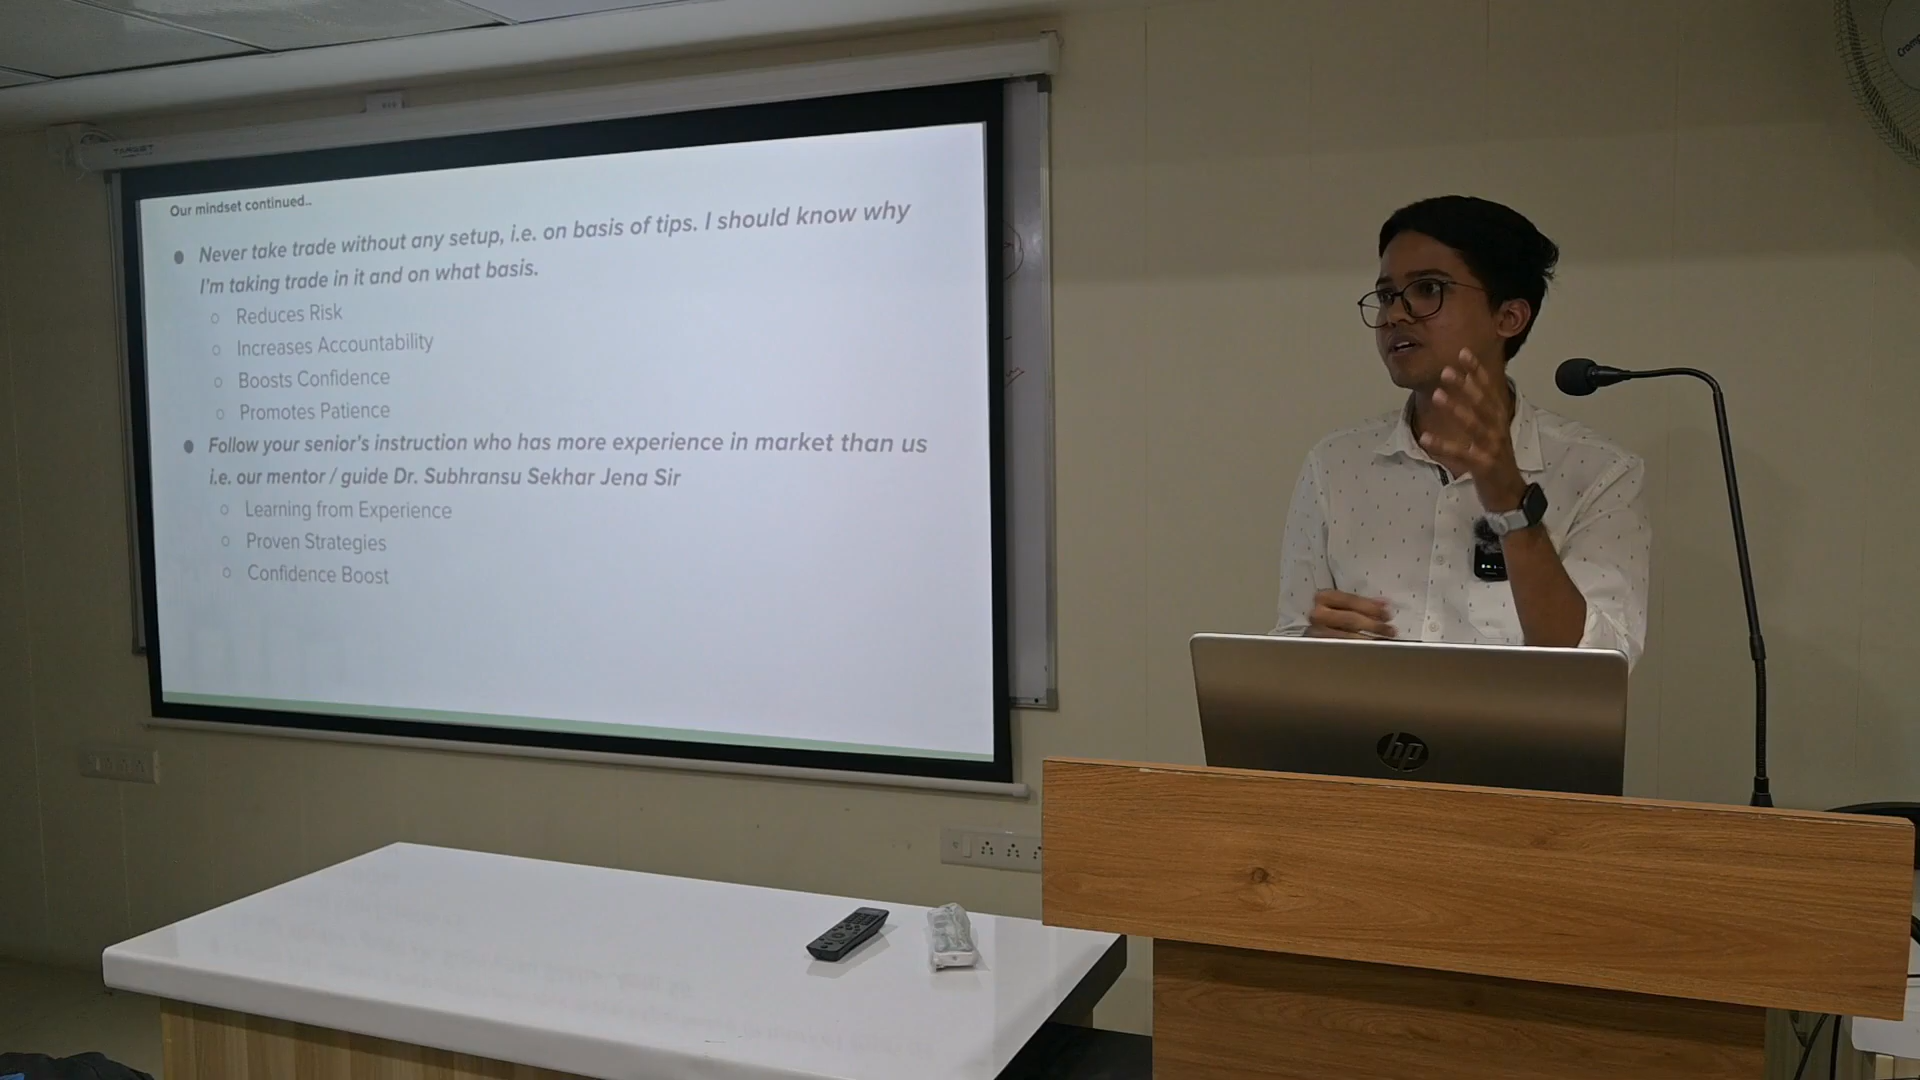 TARGET
Our mindset continued..
● Never take trade without any setup, i.e. on basis of tips. I should know why
I'm taking trade in it and on what basis.
○ Reduces Risk
○ Increases Accountability
○ Boosts Confidence
○ Promotes Patience
● Follow your senior's instruction who has more experience in market than us
i.e. our mentor / guide Dr. Subhransu Sekhar Jena Sir
○ Learning from Experience
○ Proven Strategies
○ Confidence Boost
hp